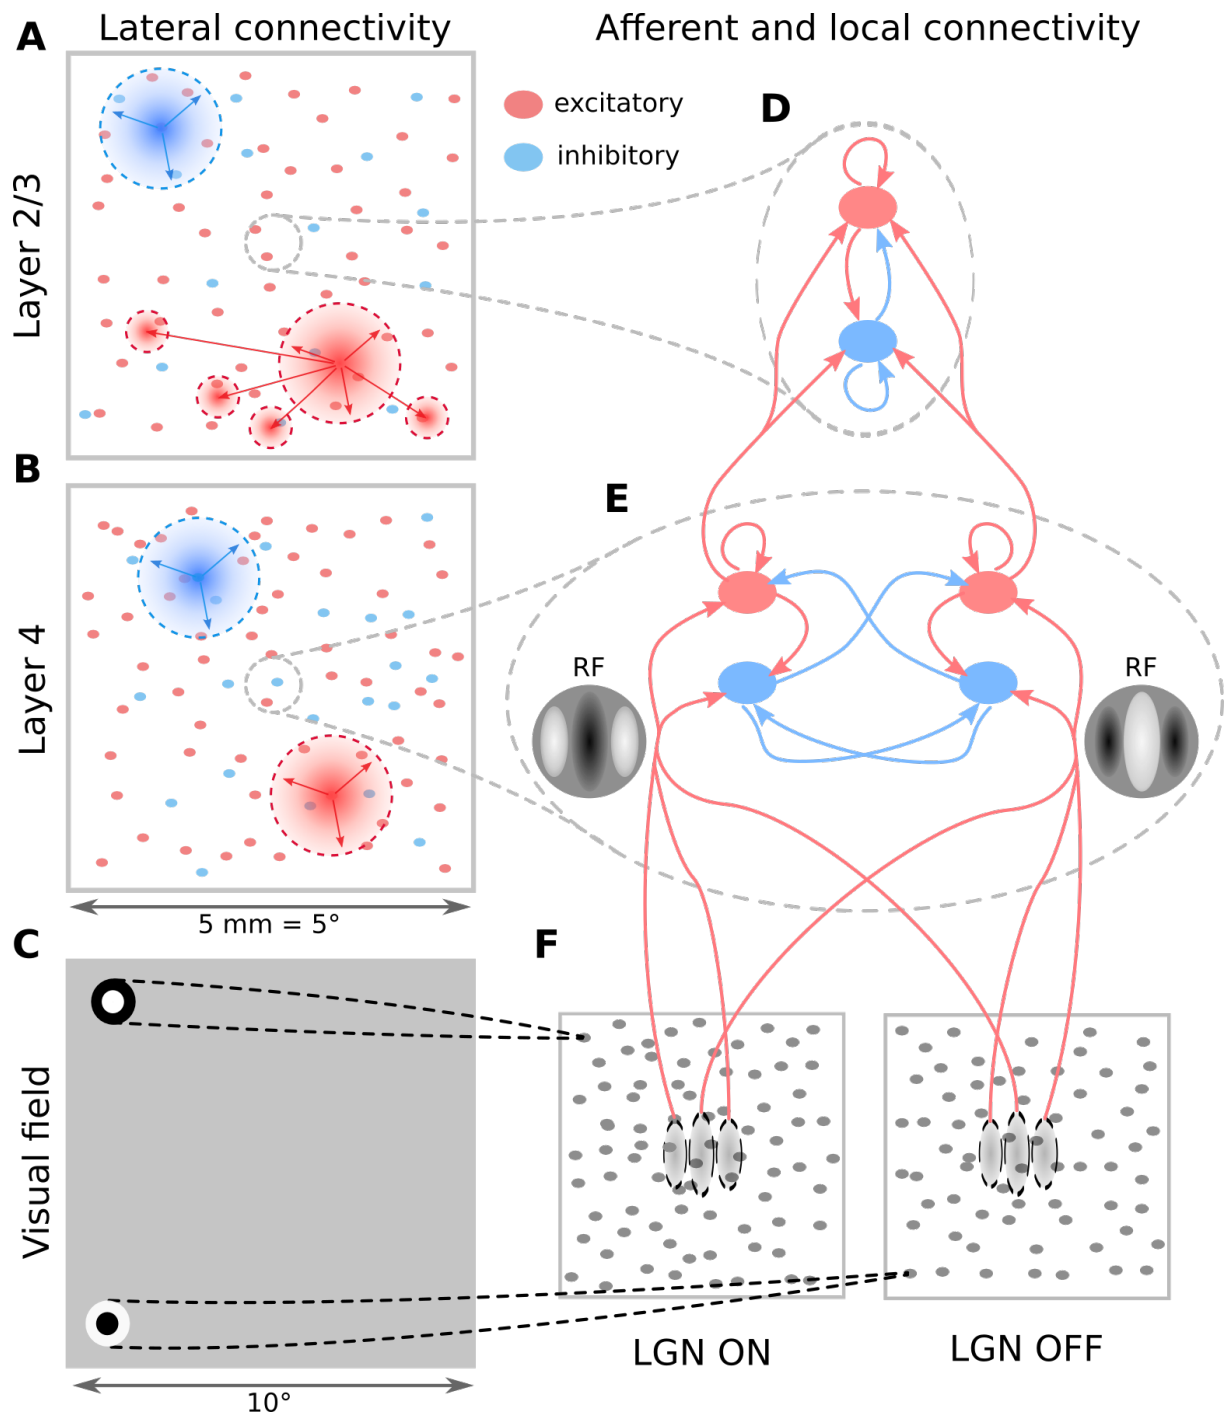 Lateral connectivity
Afferent and local connectivity
A
Layer 2/3
excitatory
inhibitory
D
B
Layer 4
5 mm = 5°
E
RF
RF
C
Visual field
10°
F
LGN ON
LGN OFF